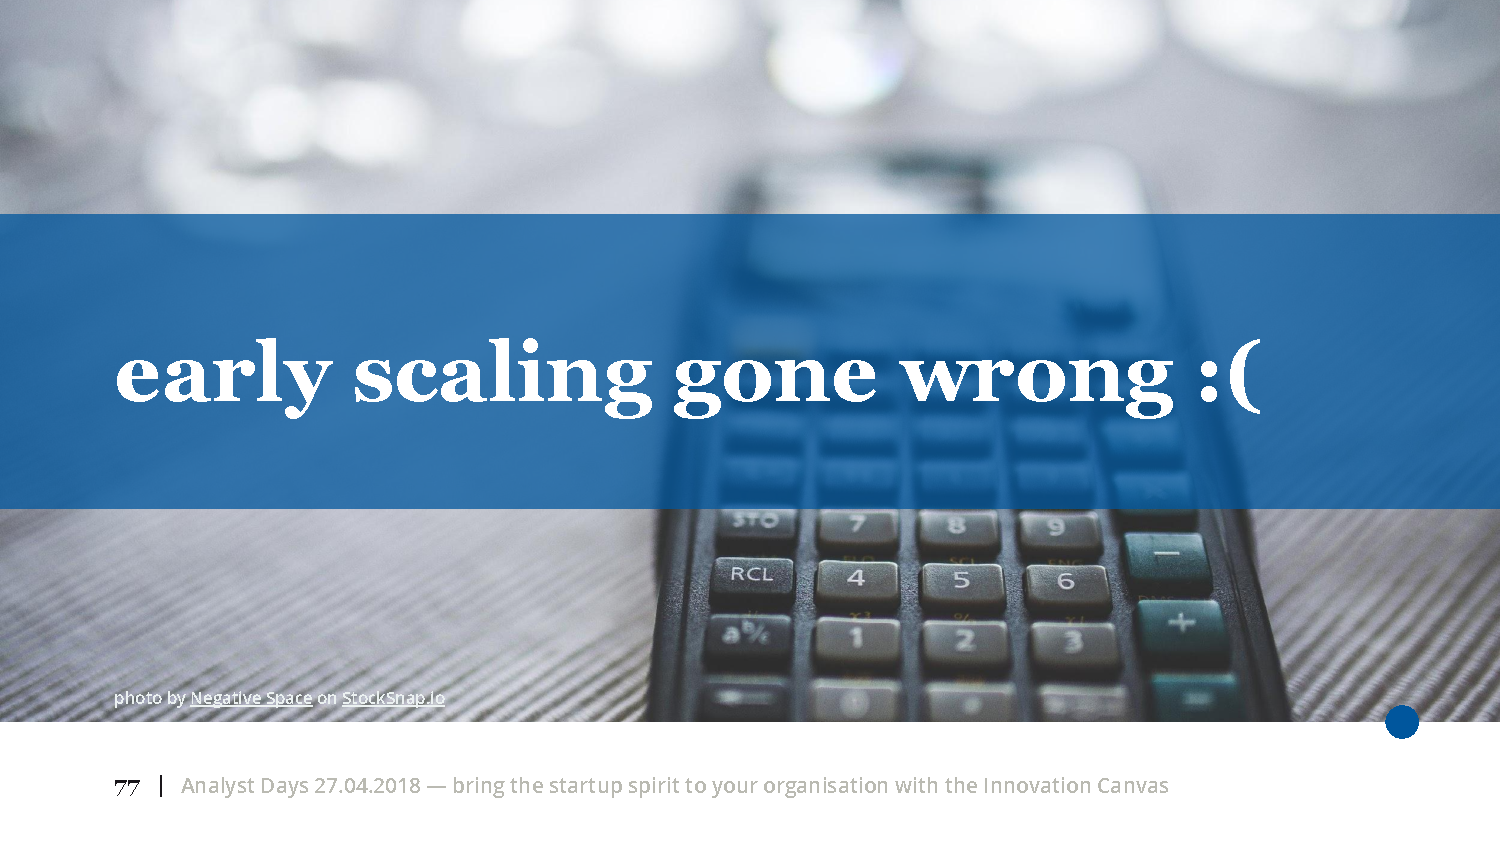 early scaling gone wrong :(
STO 7 8 9
RCL 4 5 6 −
a b/c 1 2 3 +
photo by Negative Space on StockSnap.io
77 | Analyst Days 27.04.2018 — bring the startup spirit to your organisation with the Innovation Canvas